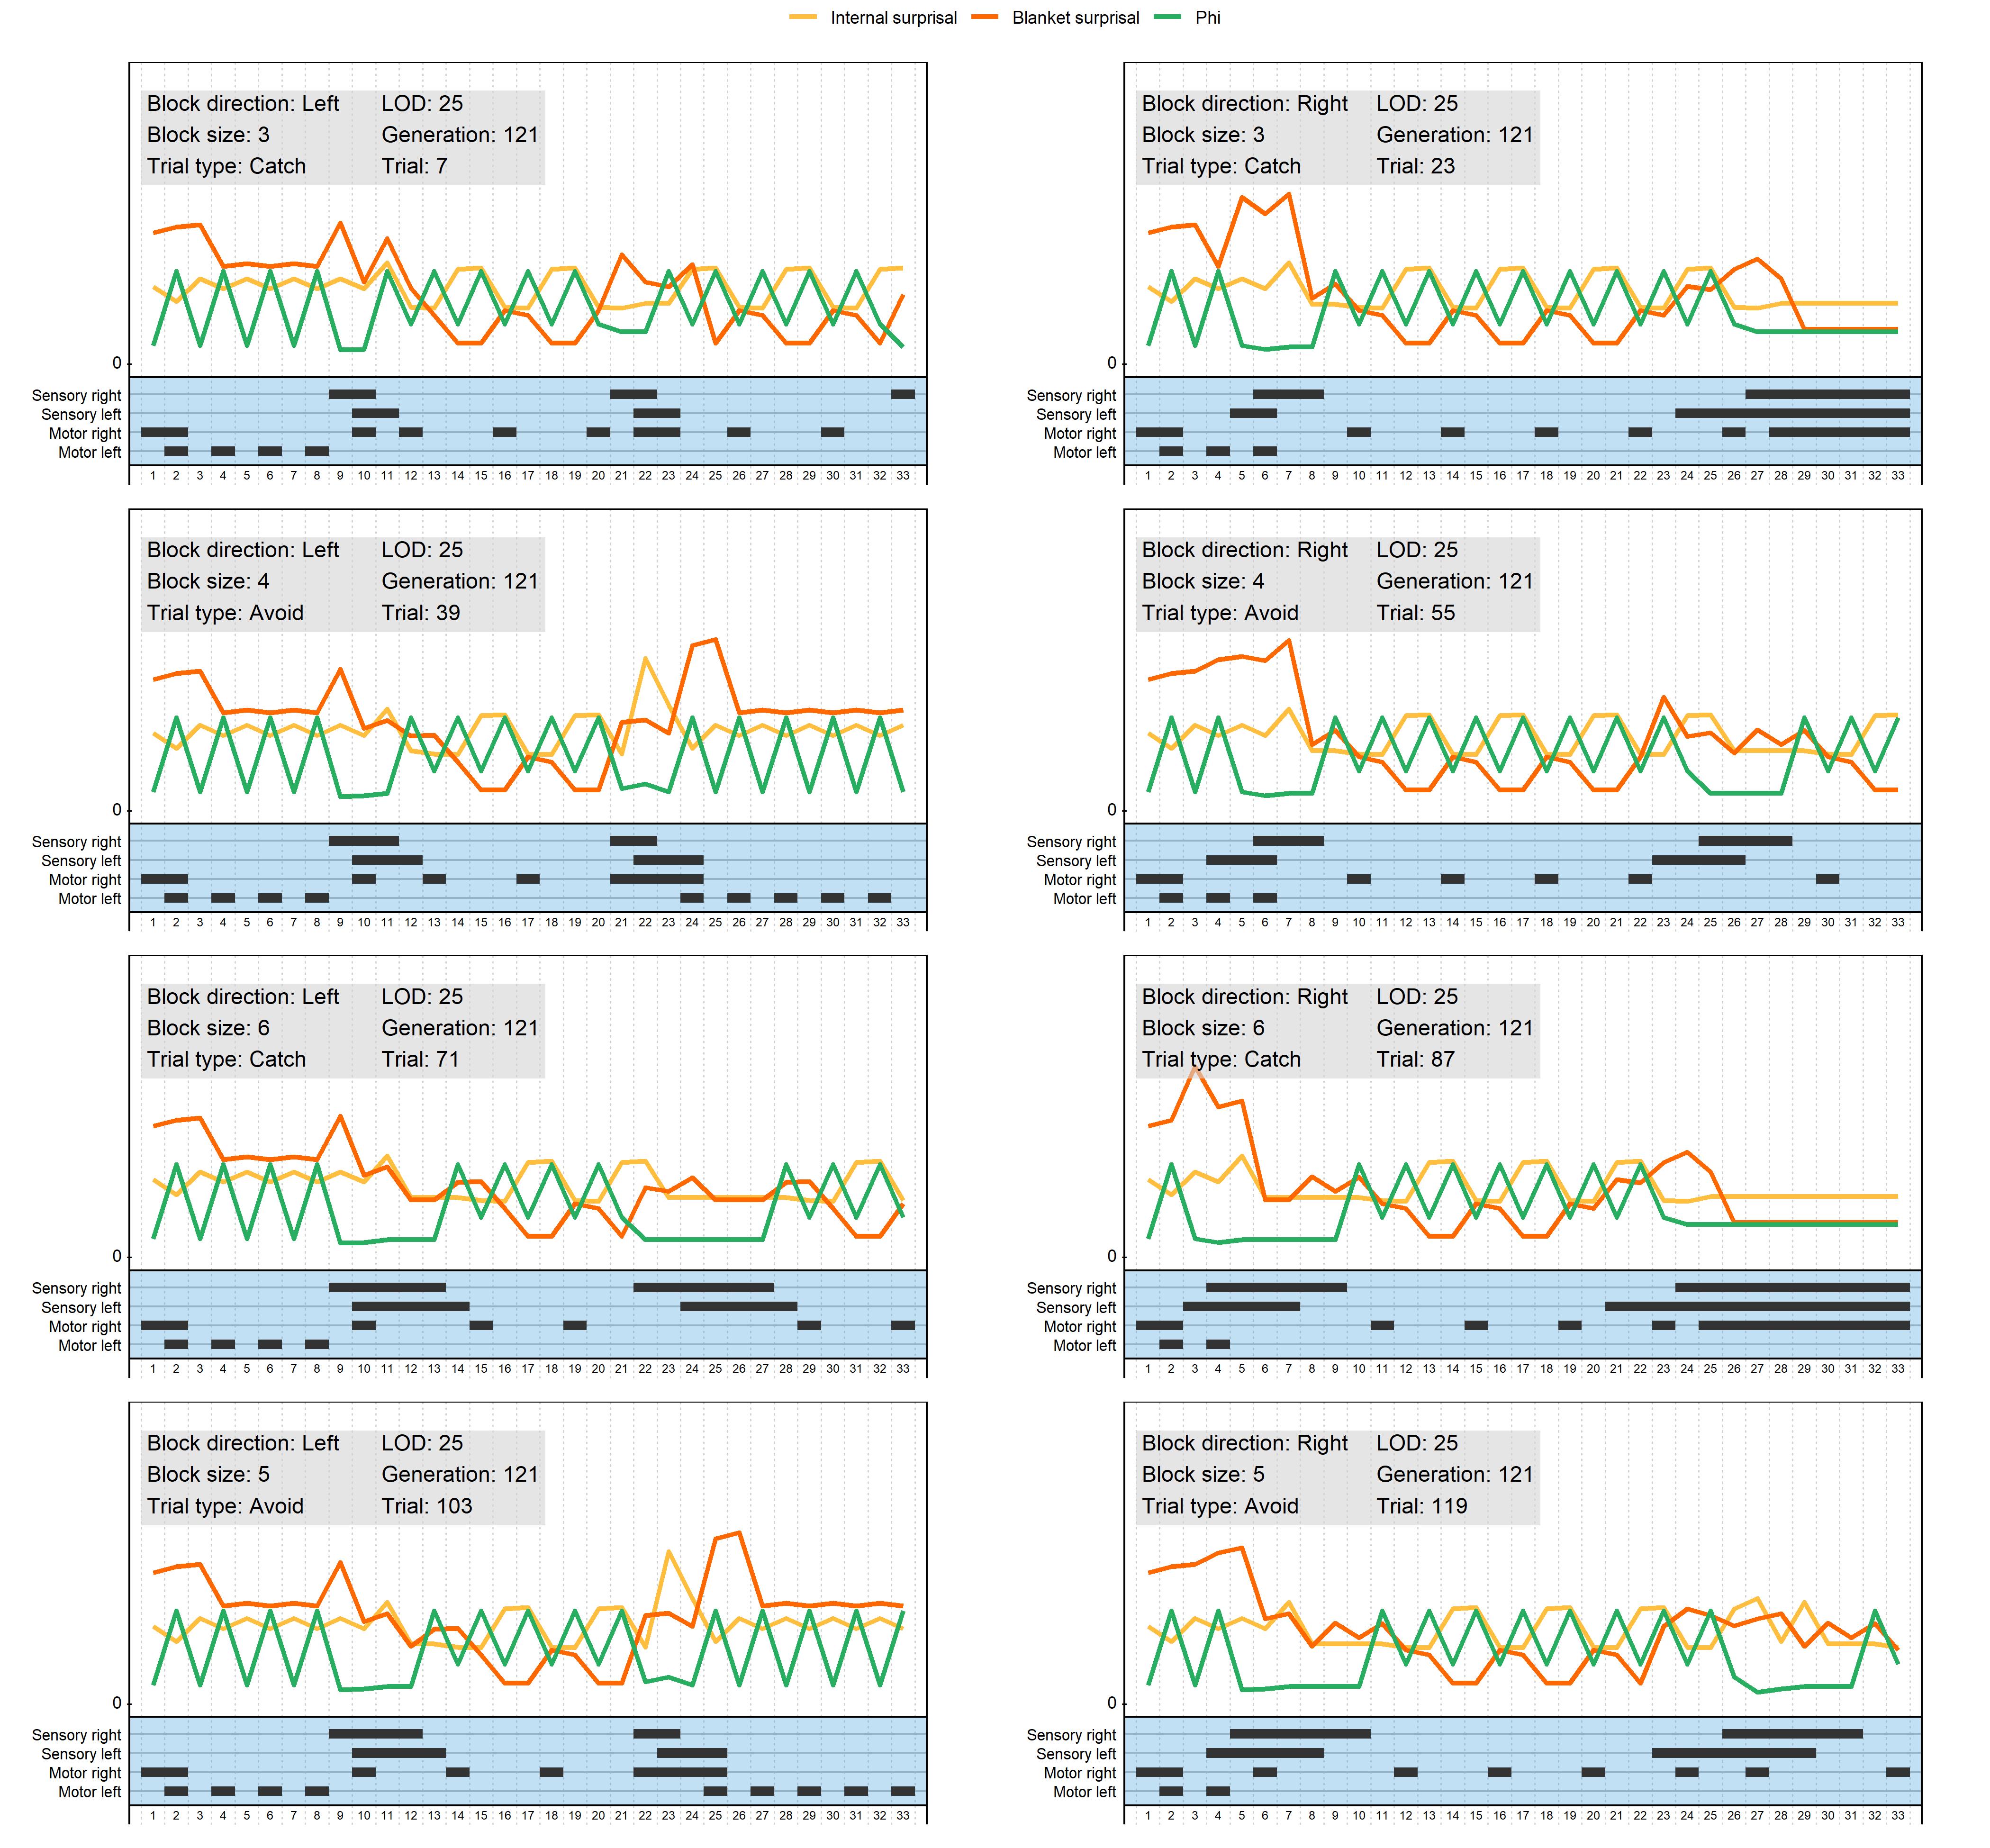 Internal surprisal Blanket surprisal Phi
Block direction: Left LOD: 25
Block size: 3 Generation: 121
Trial type: Catch Trial: 7
0
Sensory right
Sensory left
Motor right
Motor left
1 2 3 4 5 6 7 8 9 10 11 12 13 14 15 16 17 18 19 20 21 22 23 24 25 26 27 28 29 30 31 32 33
Block direction: Right LOD: 25
Block size: 3 Generation: 121
Trial type: Catch Trial: 23
0
Sensory right
Sensory left
Motor right
Motor left
1 2 3 4 5 6 7 8 9 10 11 12 13 14 15 16 17 18 19 20 21 22 23 24 25 26 27 28 29 30 31 32 33
Block direction: Left LOD: 25
Block size: 4 Generation: 121
Trial type: Avoid Trial: 39
0
Sensory right
Sensory left
Motor right
Motor left
1 2 3 4 5 6 7 8 9 10 11 12 13 14 15 16 17 18 19 20 21 22 23 24 25 26 27 28 29 30 31 32 33
Block direction: Right LOD: 25
Block size: 4 Generation: 121
Trial type: Avoid Trial: 55
0
Sensory right
Sensory left
Motor right
Motor left
1 2 3 4 5 6 7 8 9 10 11 12 13 14 15 16 17 18 19 20 21 22 23 24 25 26 27 28 29 30 31 32 33
Block direction: Left LOD: 25
Block size: 6 Generation: 121
Trial type: Catch Trial: 71
0
Sensory right
Sensory left
Motor right
Motor left
1 2 3 4 5 6 7 8 9 10 11 12 13 14 15 16 17 18 19 20 21 22 23 24 25 26 27 28 29 30 31 32 33
Block direction: Right LOD: 25
Block size: 6 Generation: 121
Trial type: Catch Trial: 87
0
Sensory right
Sensory left
Motor right
Motor left
1 2 3 4 5 6 7 8 9 10 11 12 13 14 15 16 17 18 19 20 21 22 23 24 25 26 27 28 29 30 31 32 33
Block direction: Left LOD: 25
Block size: 5 Generation: 121
Trial type: Avoid Trial: 103
0
Sensory right
Sensory left
Motor right
Motor left
1 2 3 4 5 6 7 8 9 10 11 12 13 14 15 16 17 18 19 20 21 22 23 24 25 26 27 28 29 30 31 32 33
Block direction: Right LOD: 25
Block size: 5 Generation: 121
Trial type: Avoid Trial: 119
0
Sensory right
Sensory left
Motor right
Motor left
1 2 3 4 5 6 7 8 9 10 11 12 13 14 15 16 17 18 19 20 21 22 23 24 25 26 27 28 29 30 31 32 33